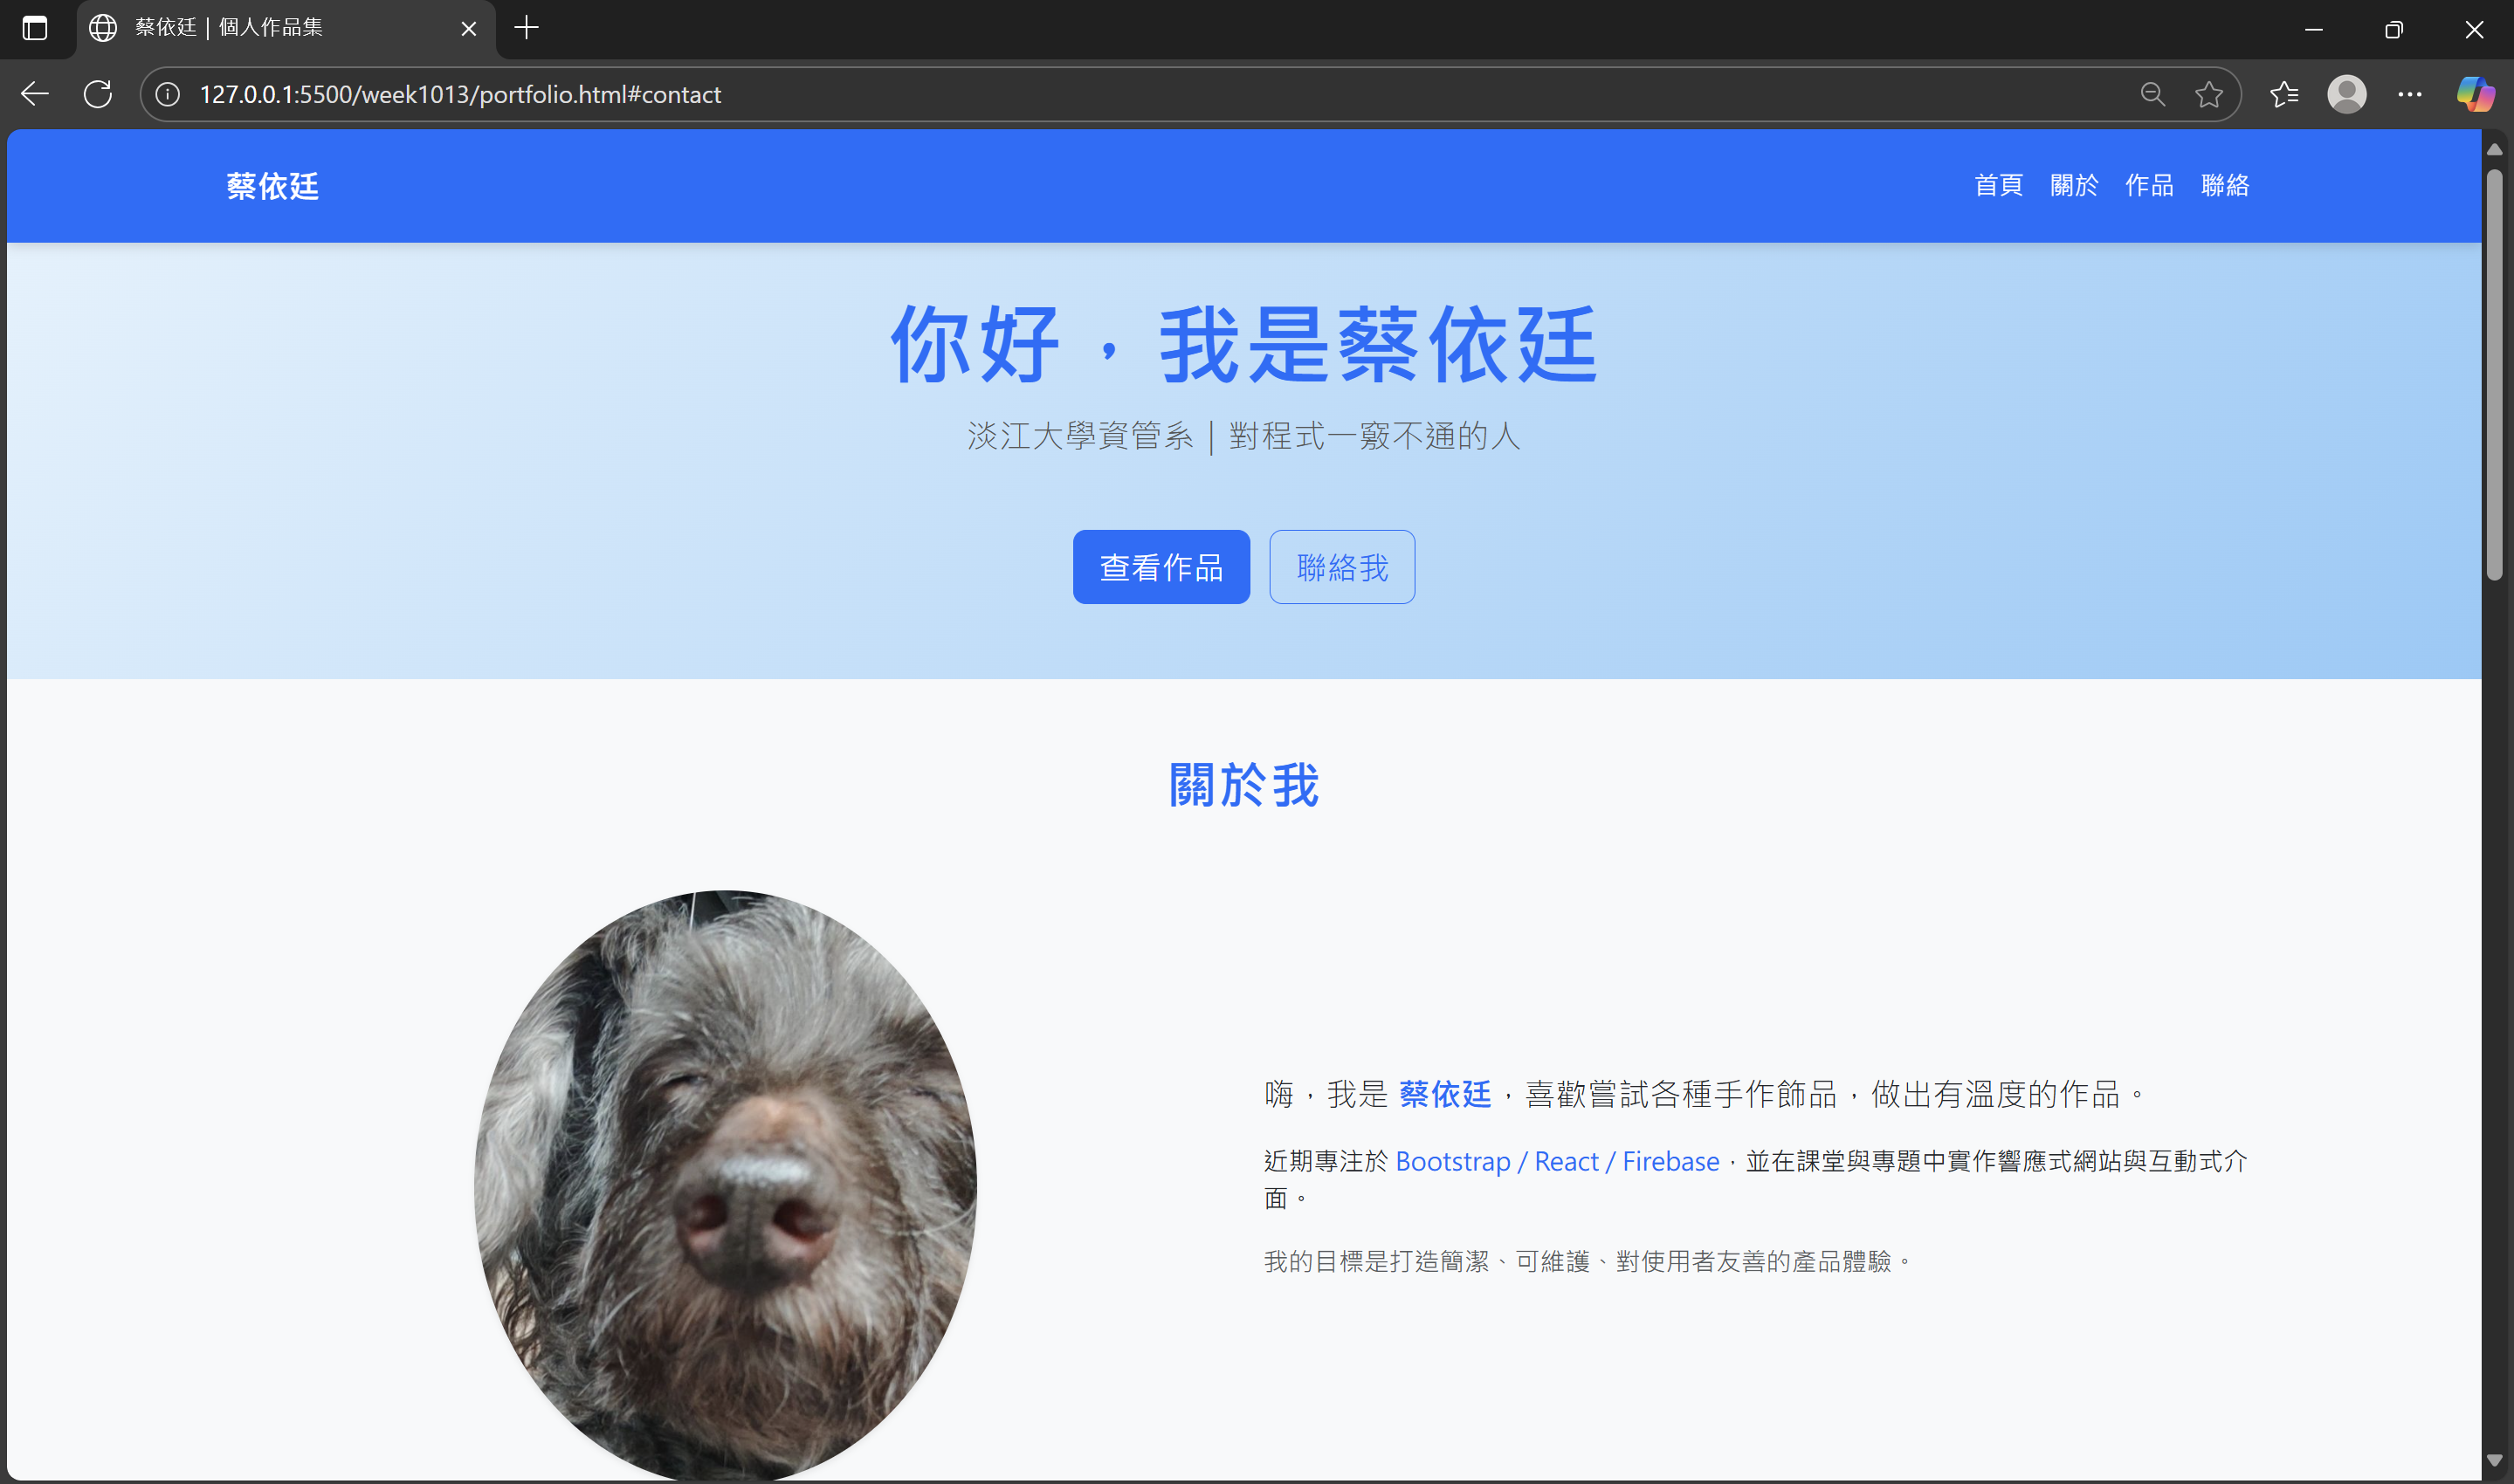 蔡依廷 | 個人作品集
127.0.0.1:5500/week1013/portfolio.html#contact
蔡依廷
首頁 關於 作品 聯絡
你好，我是蔡依廷
淡江大學資管系｜對程式一竅不通的人
查看作品 聯絡我
關於我
嗨，我是 蔡依廷，喜歡嘗試各種手作飾品，做出有溫度的作品。
近期專注於 Bootstrap / React / Firebase，並在課堂與專題中實作響應式網站與互動式介
面。
我的目標是打造簡潔、可維護、對使用者友善的產品體驗。